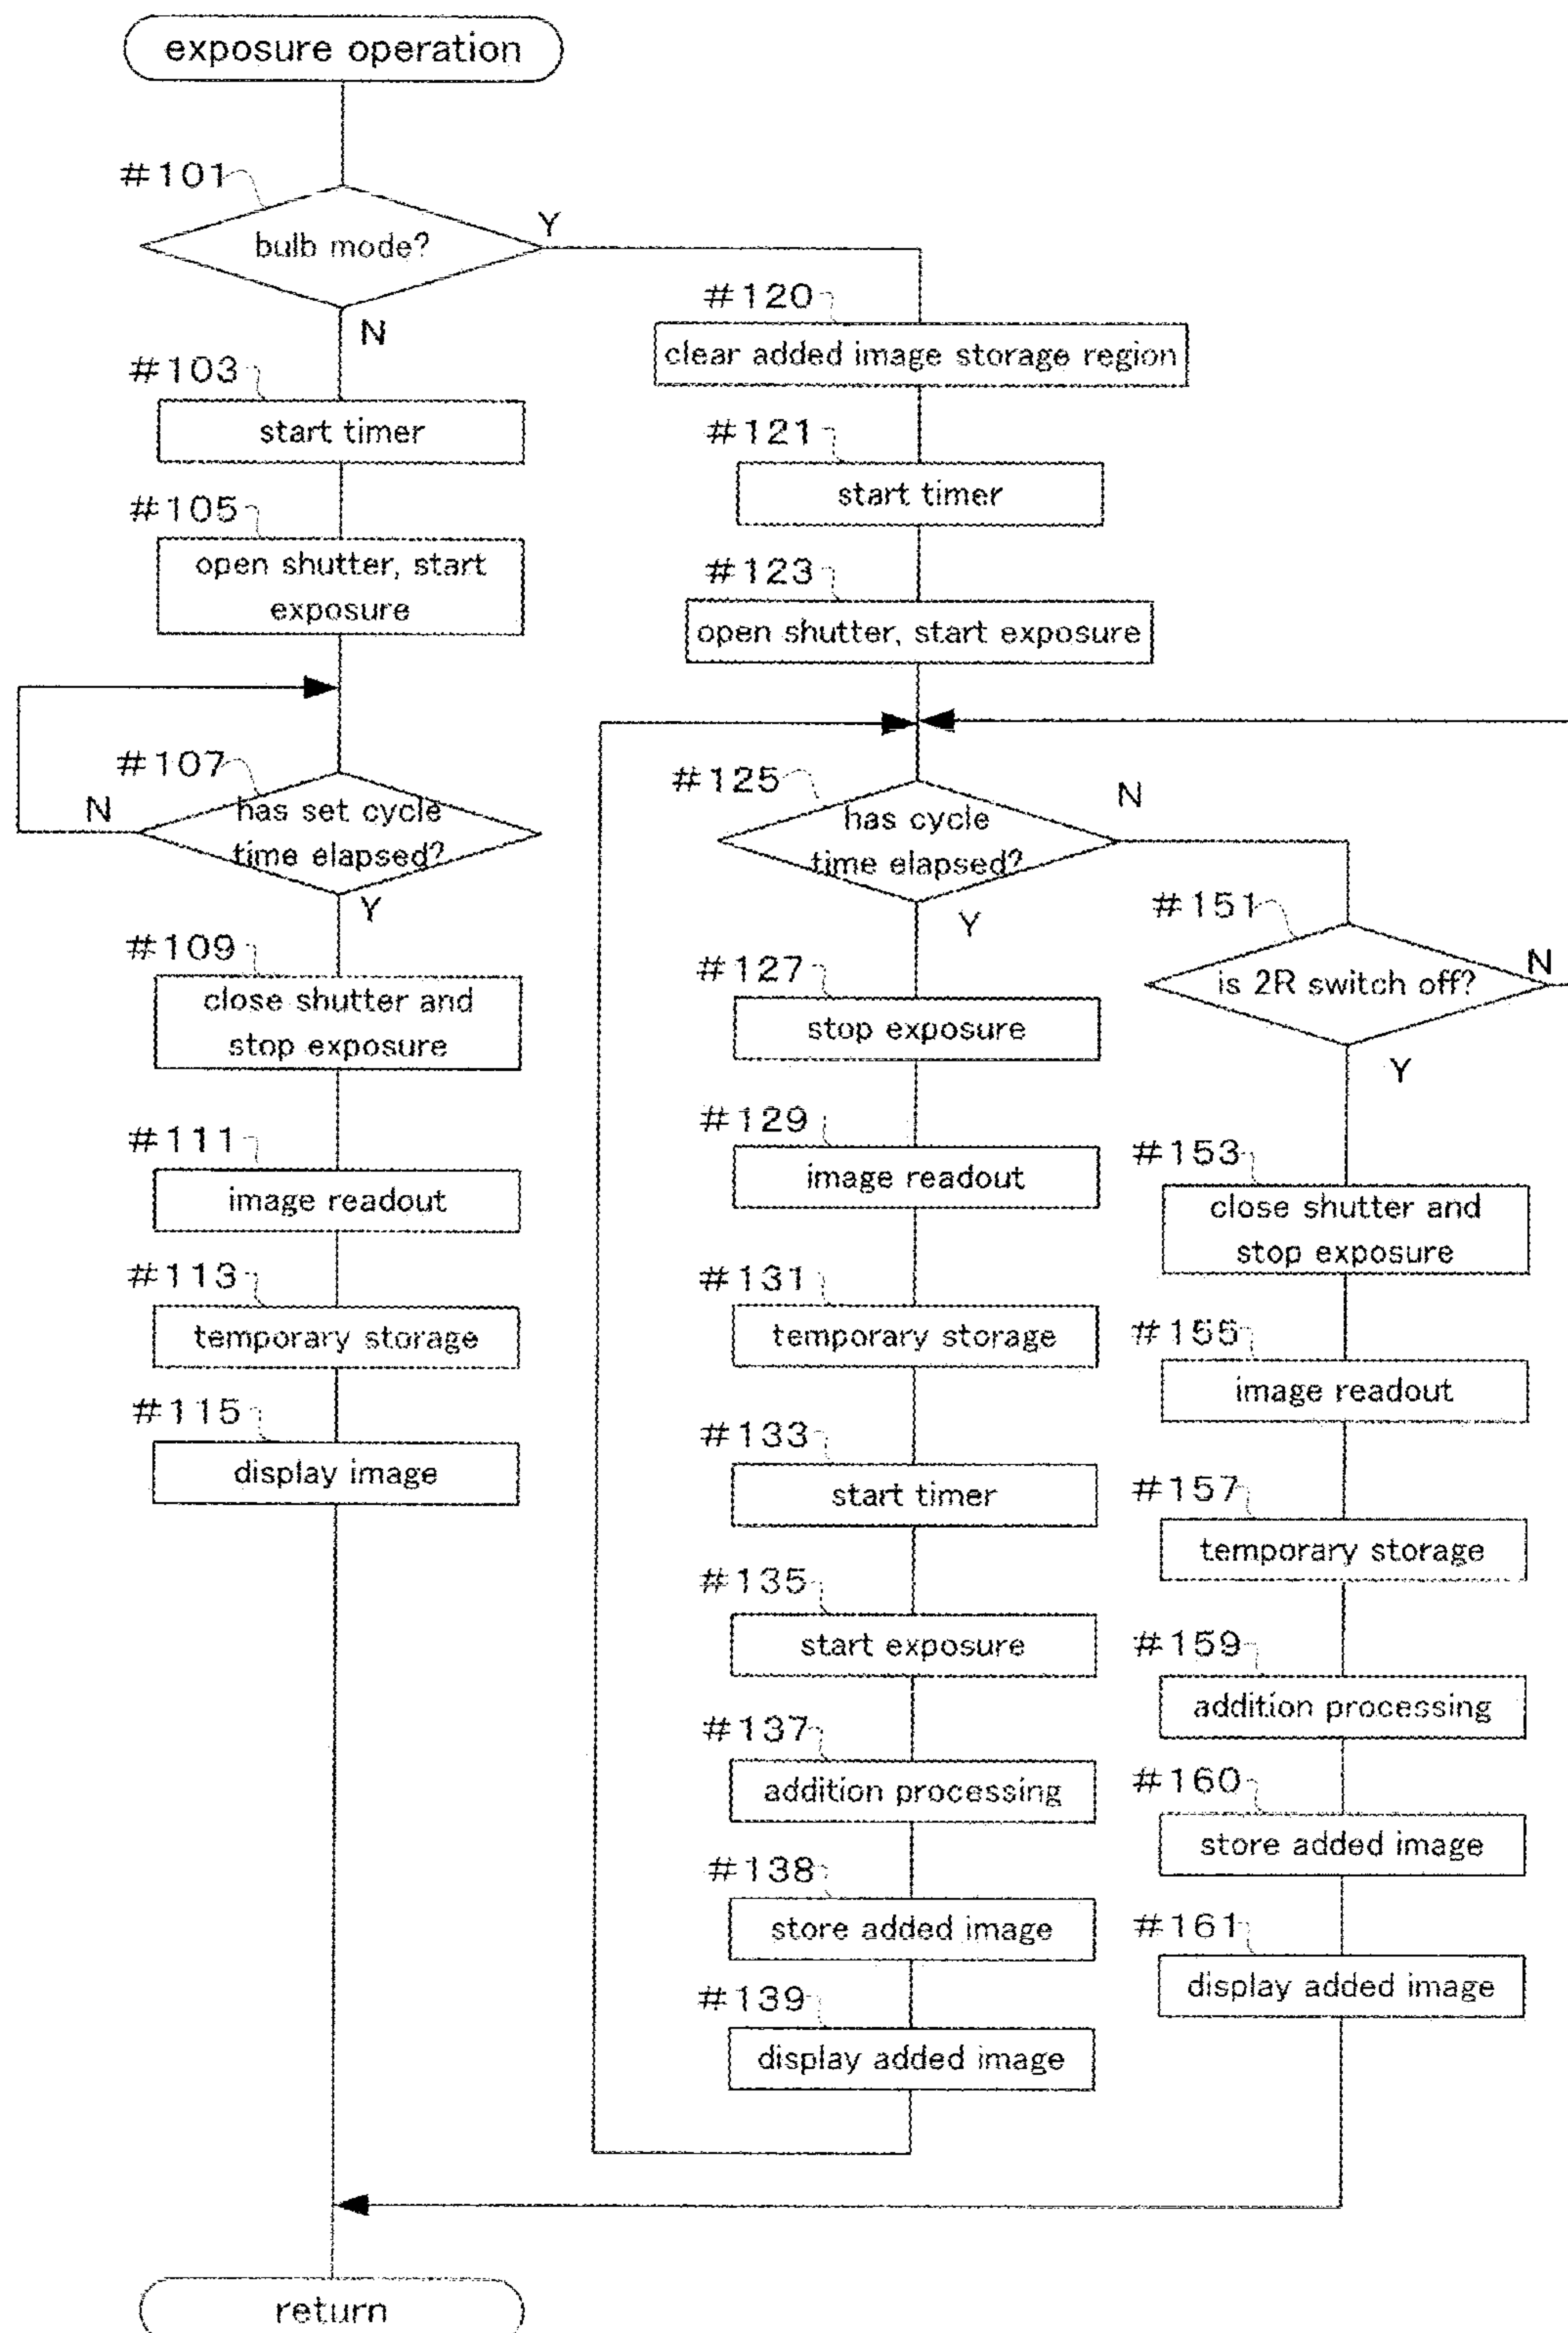 exposure operation
#101
bulb mode?
Y
N
#103
start timer
#105
open shutter, start
exposure
#107
has set cycle
time elapsed?
N
Y
#109
close shutter and
stop exposure
#111
image readout
#113
temporary storage
#115
display image
#120
clear added image storage region
#121
start timer
#123
open shutter, start exposure
#125
has cycle
time elapsed?
N
Y
#127
stop exposure
#129
image readout
#131
temporary storage
#133
start timer
#135
start exposure
#137
addition processing
#138
store added image
#139
display added image
#151
is 2R switch off?
N
Y
#153
close shutter and
stop exposure
#155
image readout
#157
temporary storage
#159
addition processing
#160
store added image
#161
display added image
return